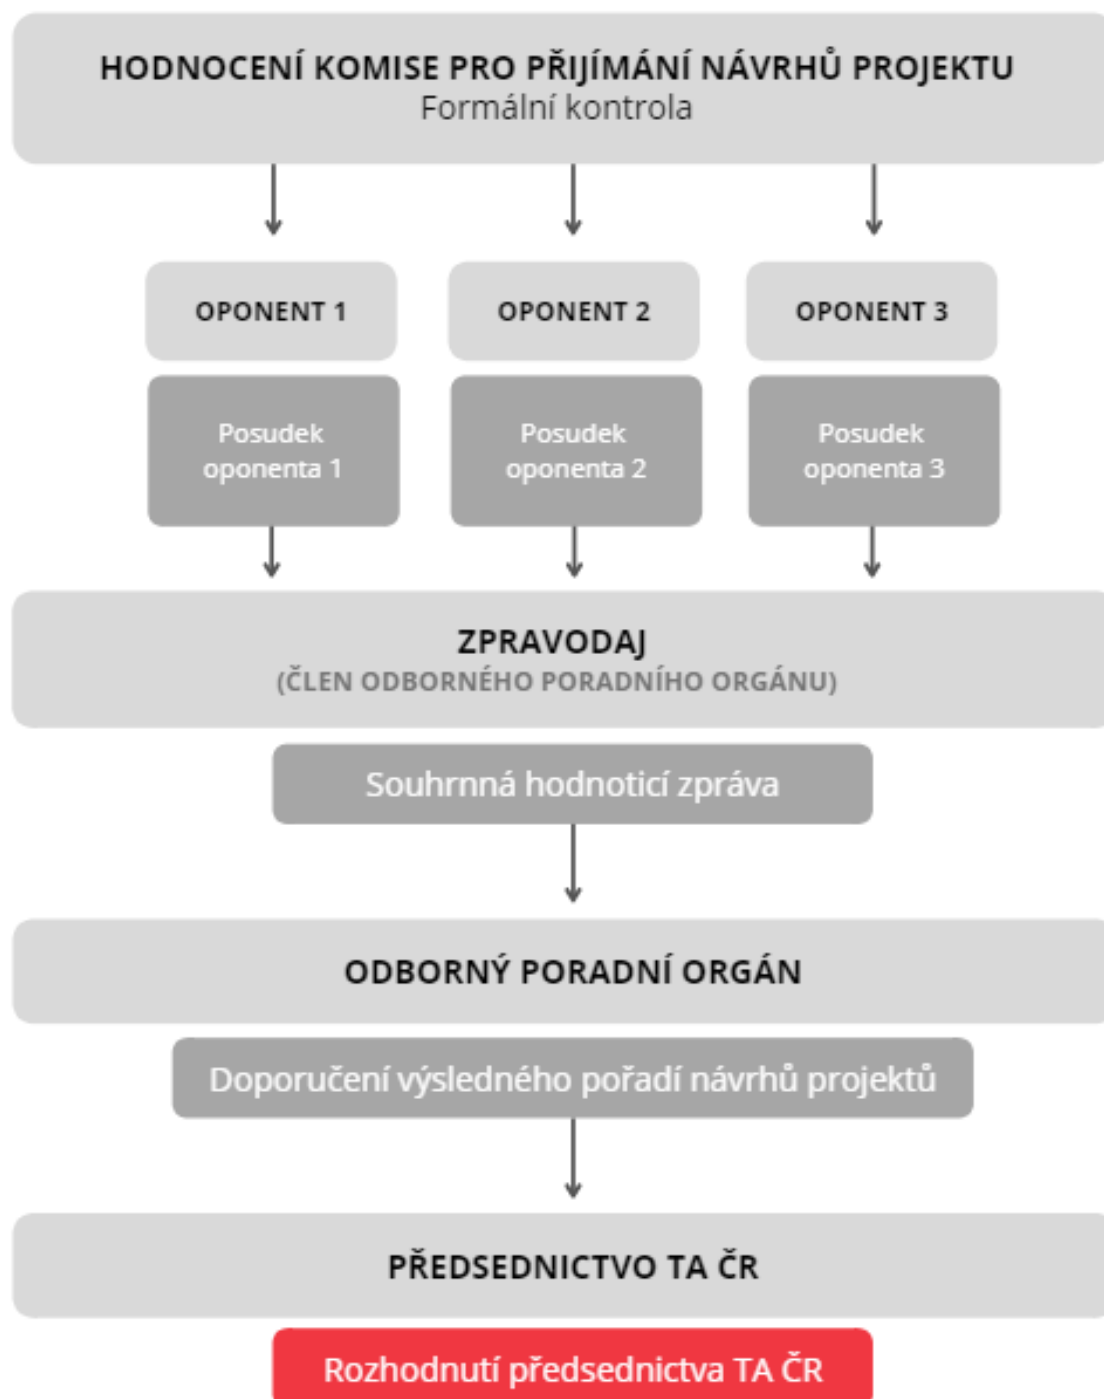 HODNOCENÍ KOMISE PRO PŘIJÍMÁNÍ NÁVRHŮ PROJEKTU
Formální kontrola
OPONENT 1
OPONENT 2
OPONENT 3
Posudek
oponenta 1
Posudek
oponenta 2
Posudek
oponenta 3
ZPRAVODAJ
(ČLEN ODBORNÉHO PORADNÍHO ORGÁNU)
Souhrnná hodnoticí zpráva
ODBORNÝ PORADNÍ ORGÁN
Doporučení výsledného pořadí návrhů projektů
PŘEDSEDNICTVO TA ČR
Rozhodnutí předsednictva TA ČR